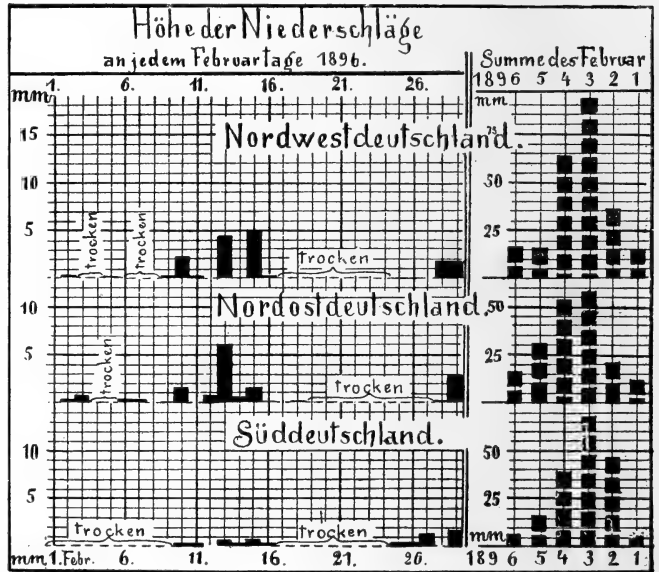 Höhe der Niederschläge
an jedem Februartage 1896.
Summe des Februar
1. 6. 11. 16. 21. 26.
1896 5 4 3 2 1
mm
mm
15
75
Nordwestdeutschland.
10
50
5
25
trocken
trocken
trocken
Nordostdeutschland.
10
50
5
25
trocken
trocken
Süddeutschland.
10
50
5
25
trocken
trocken
mm
mm 1. Febr. 6. 11. 16. 21. 26.
189 6 5 4 3 2 1.